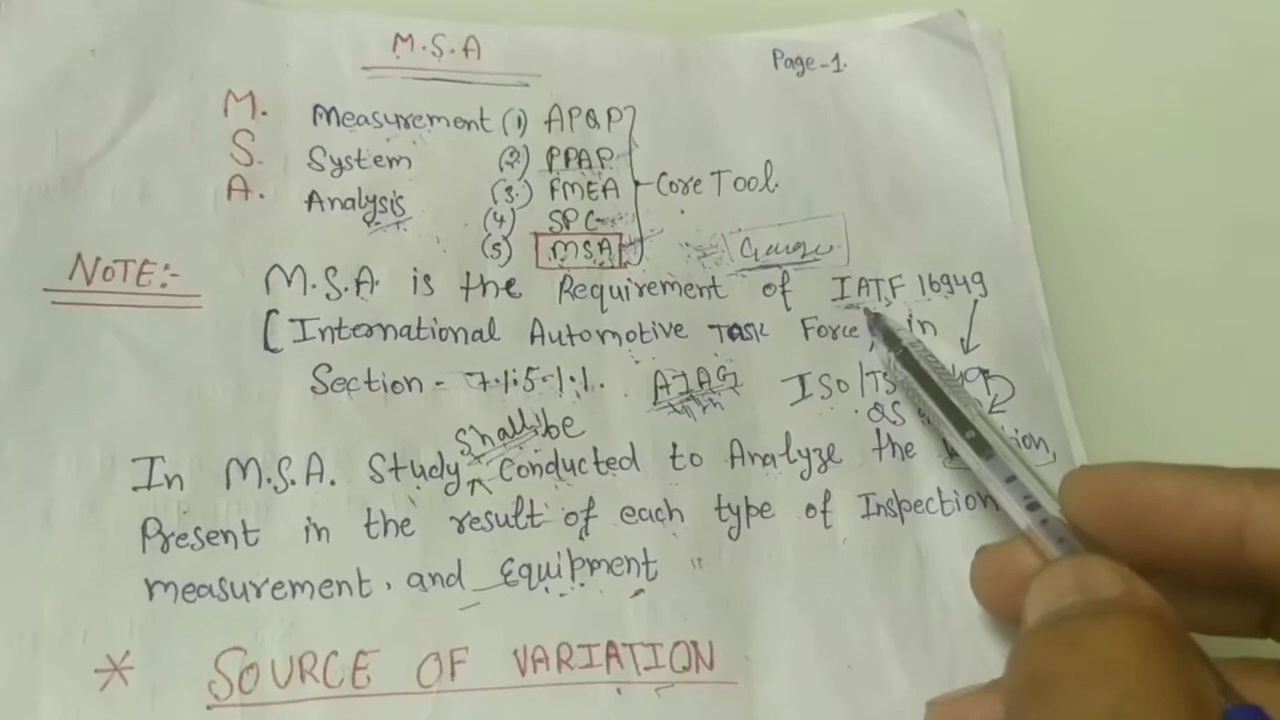 M.S.A
Page-1.
M. Measurement (1) APQP
S. System (2) PPAP
A. Analysis (3) FMEA
(4) SPC
(5) MSA
Core Tool
NOTE:- M.S.A. is the Requirement of IATF 16949
[International Automotive TASK Force, in
Section - 7.1.5.1.1. AIAG ISO/TS
QS
Shall be
In M.S.A. Study conducted to Analyze the
Present in the result of each type of Inspection
measurement, and Equipment "
* SOURCE OF VARIATION